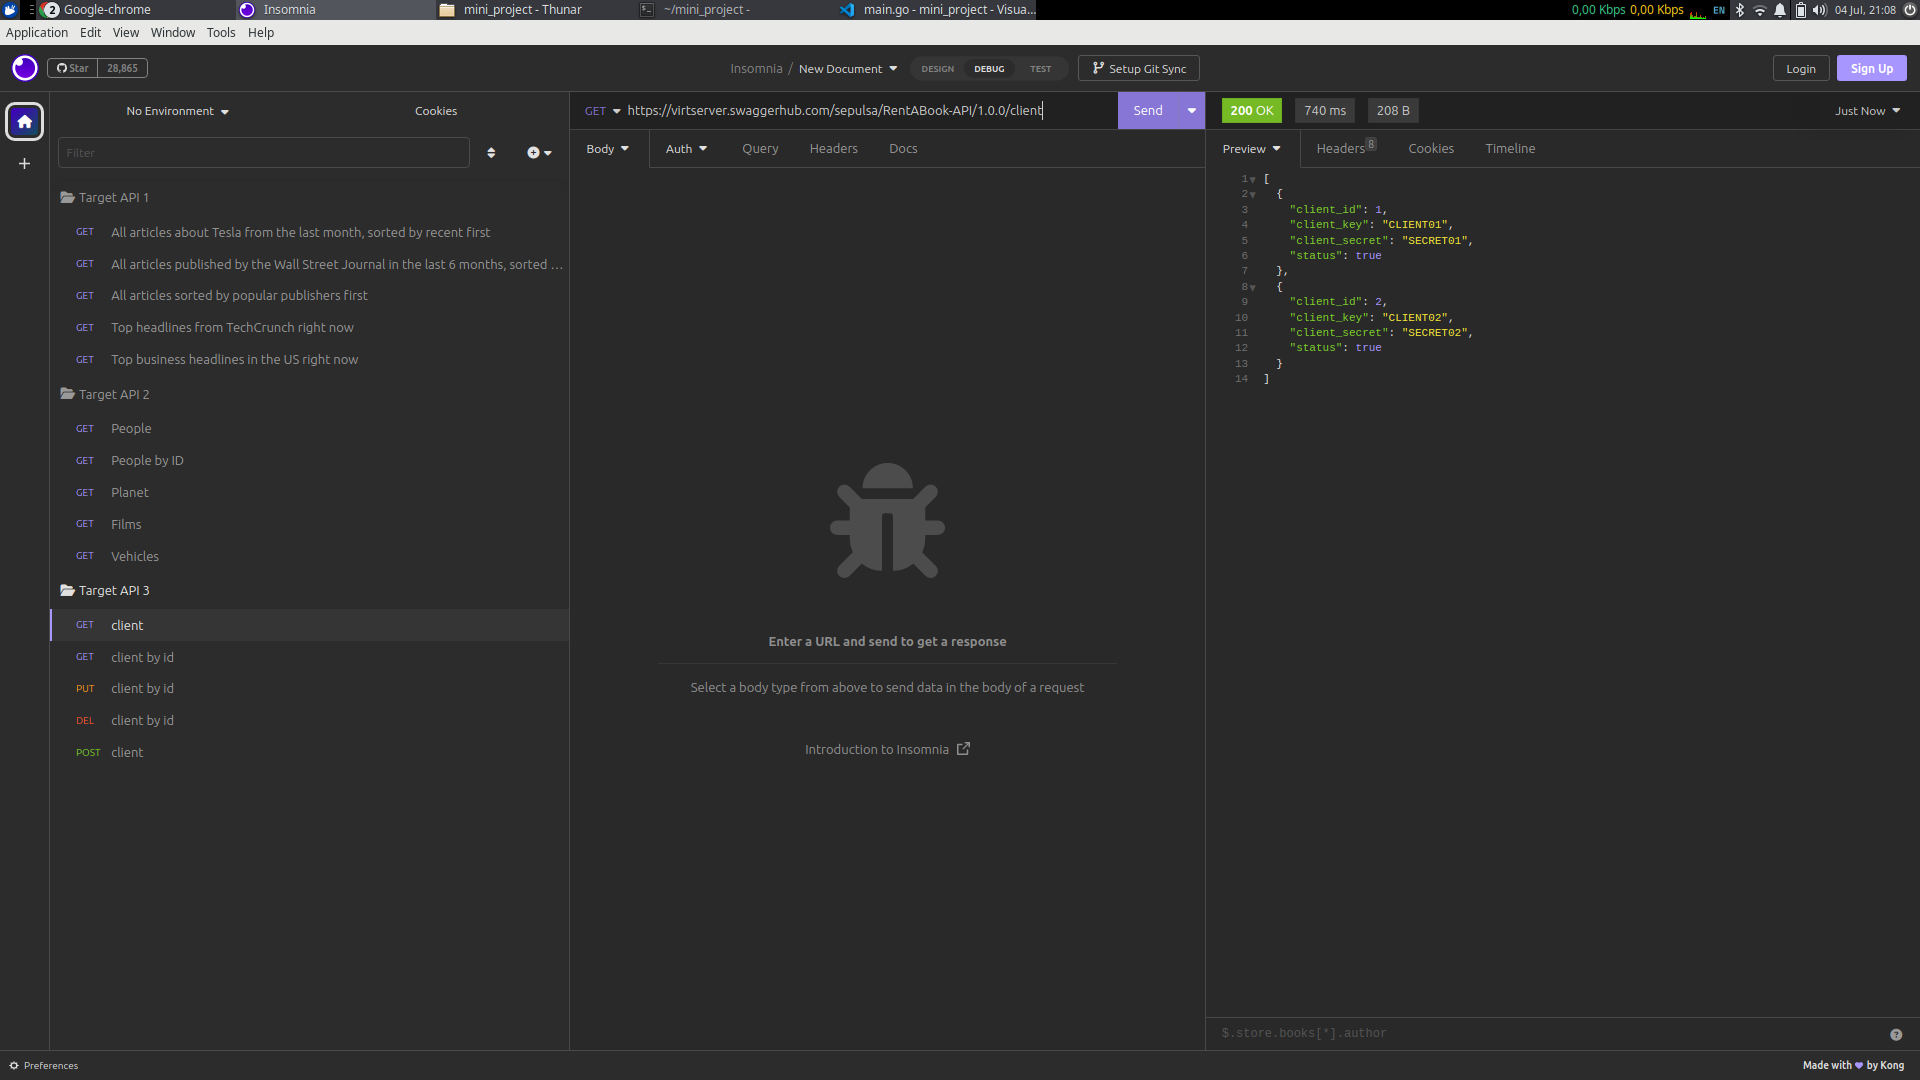 2 Google-chrome Insomnia mini_project - Thunar ~/mini_project - main.go - mini_project - Visua... 0,00 Kbps 0,00 Kbps EN 04 Jul, 21:08
Application Edit View Window Tools Help
Star 28,865 Insomnia / New Document DESIGN DEBUG TEST Setup Git Sync Login Sign Up
No Environment Cookies
Filter
Target API 1
GET All articles about Tesla from the last month, sorted by recent first
GET All articles published by the Wall Street Journal in the last 6 months, sorted ...
GET All articles sorted by popular publishers first
GET Top headlines from TechCrunch right now
GET Top business headlines in the US right now
Target API 2
GET People
GET People by ID
GET Planet
GET Films
GET Vehicles
Target API 3
GET client
GET client by id
PUT client by id
DEL client by id
POST client
GET https://virtserver.swaggerhub.com/sepulsa/RentABook-API/1.0.0/client Send
Body Auth Query Headers Docs
Enter a URL and send to get a response
Select a body type from above to send data in the body of a request
Introduction to Insomnia
200 OK 740 ms 208 B Just Now
Preview Headers 8 Cookies Timeline
1 [
2 {
3 "client_id": 1,
4 "client_key": "CLIENT01",
5 "client_secret": "SECRET01",
6 "status": true
7 },
8 {
9 "client_id": 2,
10 "client_key": "CLIENT02",
11 "client_secret": "SECRET02",
12 "status": true
13 }
14 ]
$.store.books[*].author
Preferences Made with by Kong